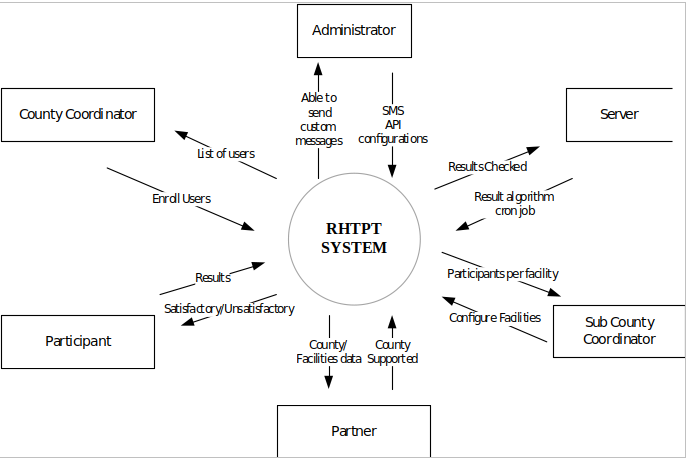 Administrator
County Coordinator
Server
Able to
send
custom
messages
SMS
API
configurations
List of users
Enroll Users
Results Checked
Result algorithm
cron job
RHTPT
SYSTEM
Results
Satisfactory/Unsatisfactory
Participants per facility
Configure Facilities
Participant
Sub County
Coordinator
County/
Facilities data
County
Supported
Partner